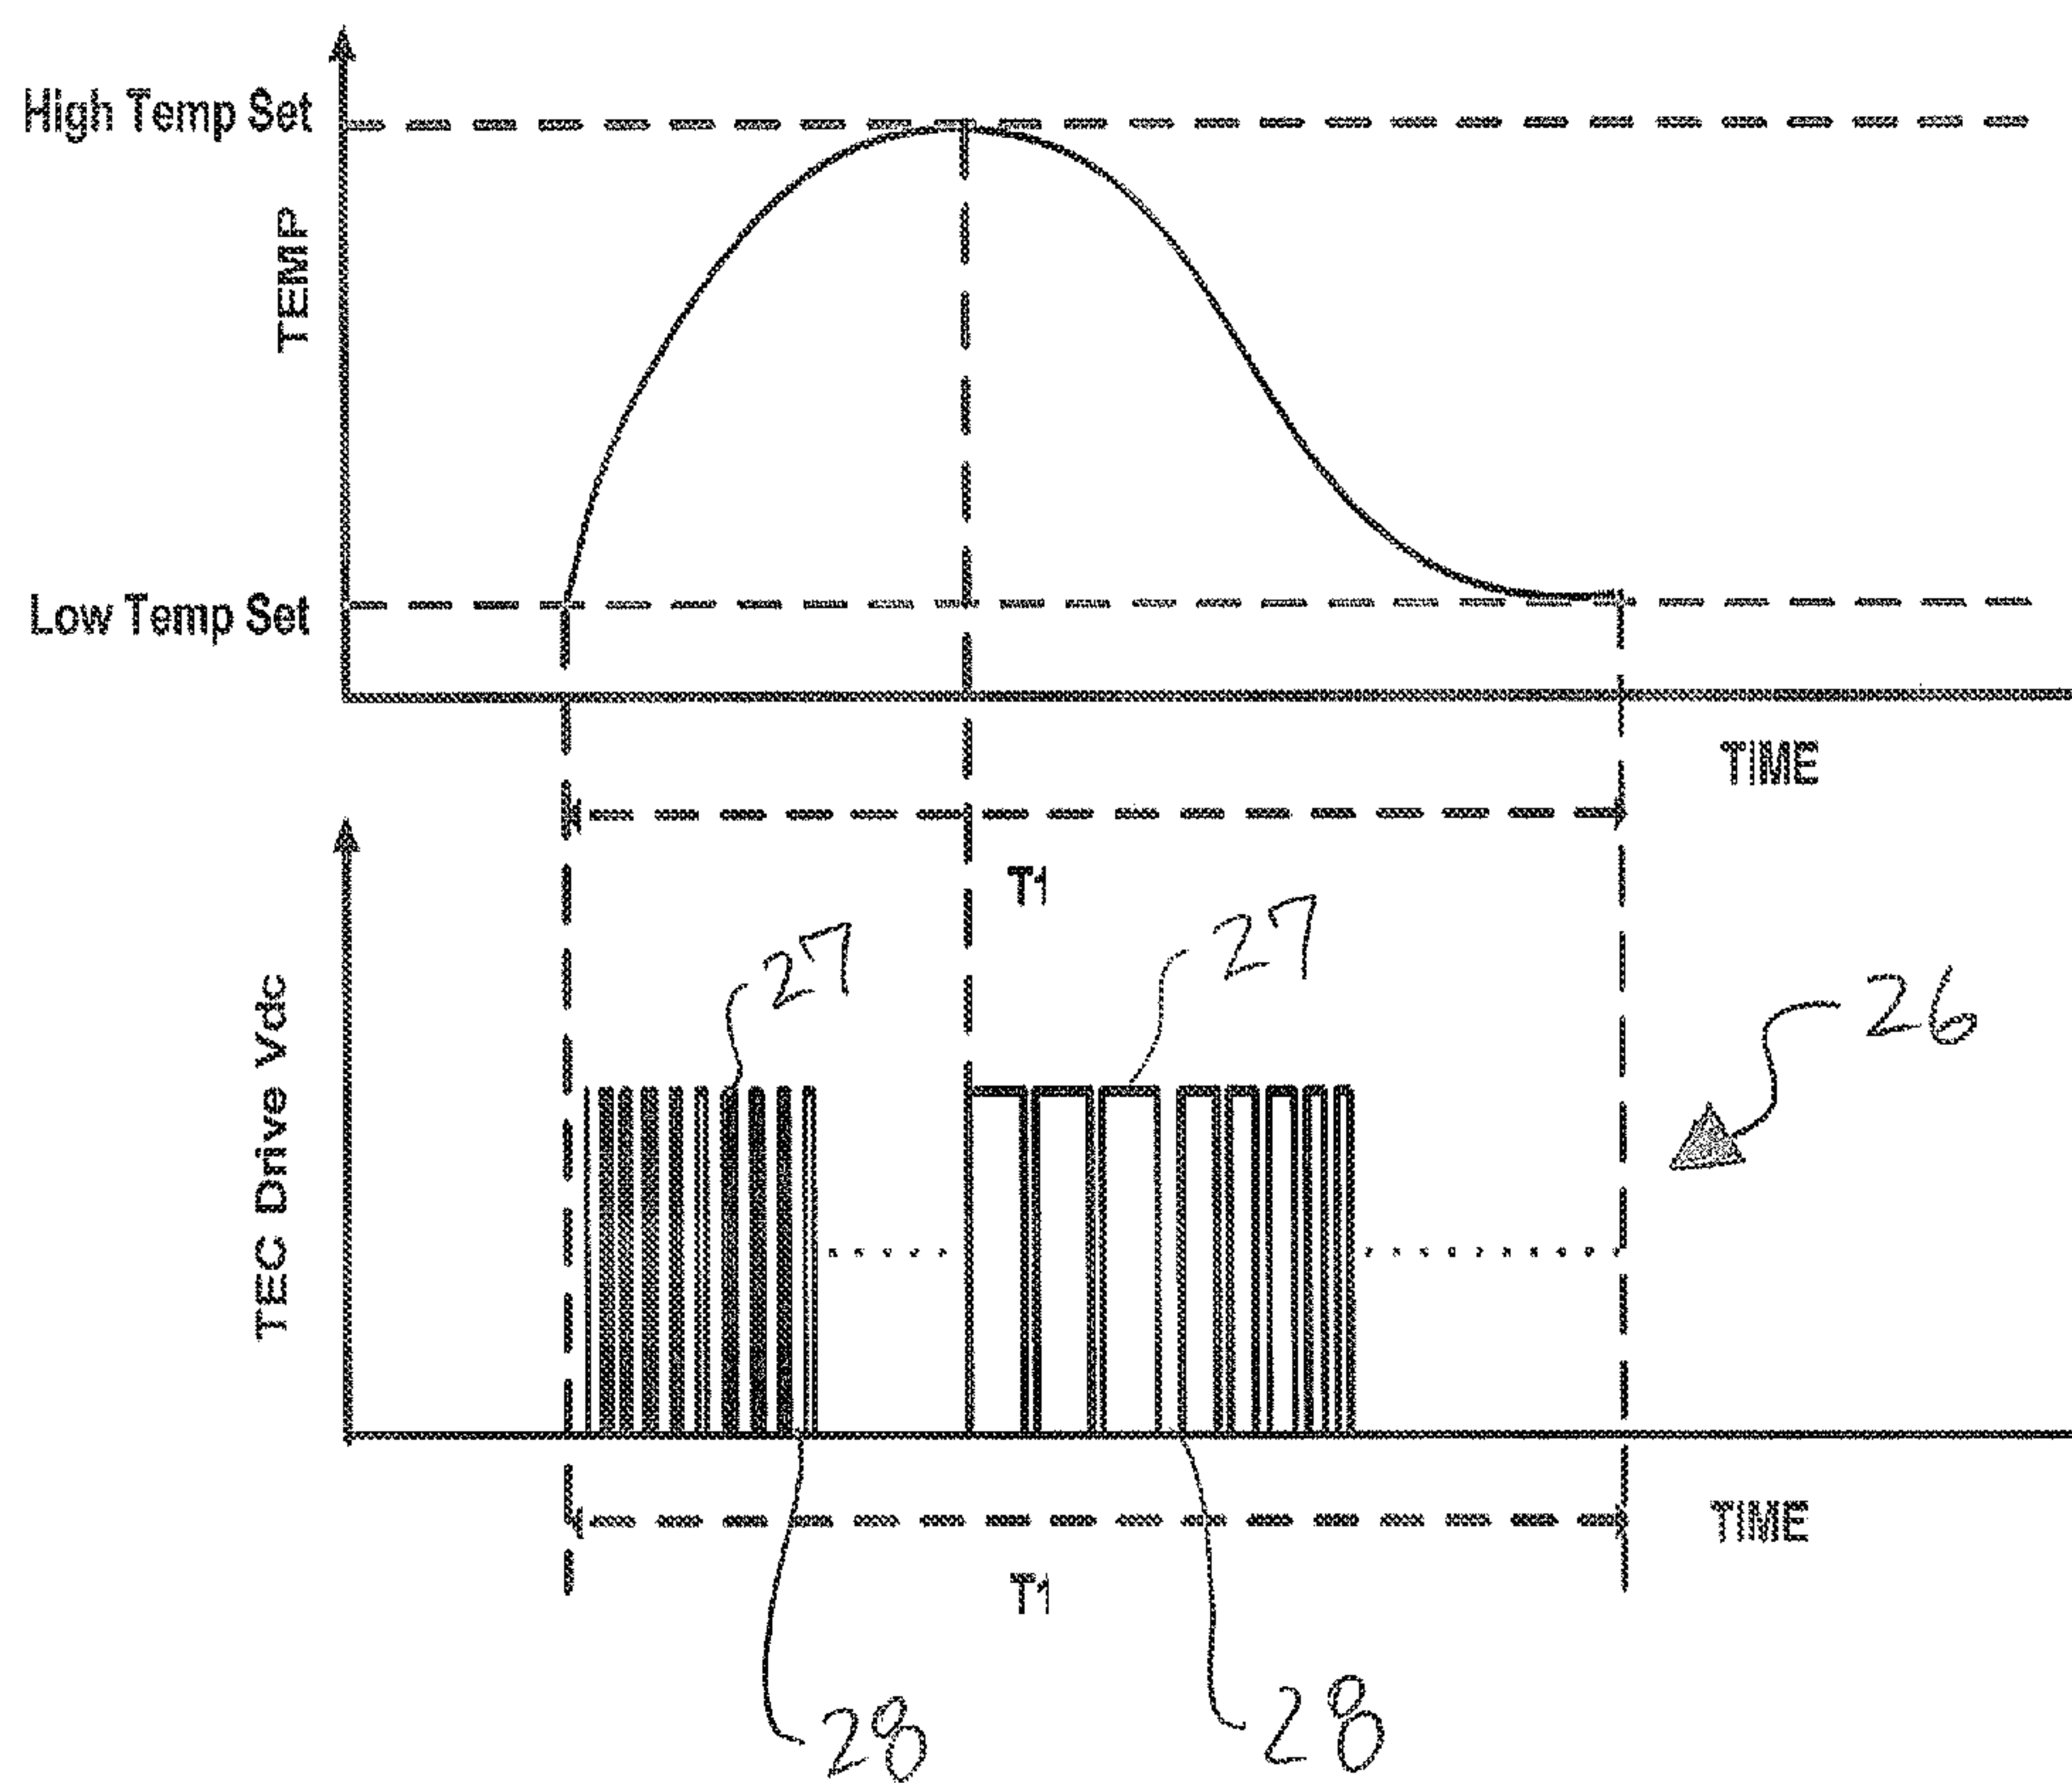 High Temp Set
TEMP
Low Temp Set
TIME
T1
27
27
26
TEC Drive Vdc
TIME
T1
28
28